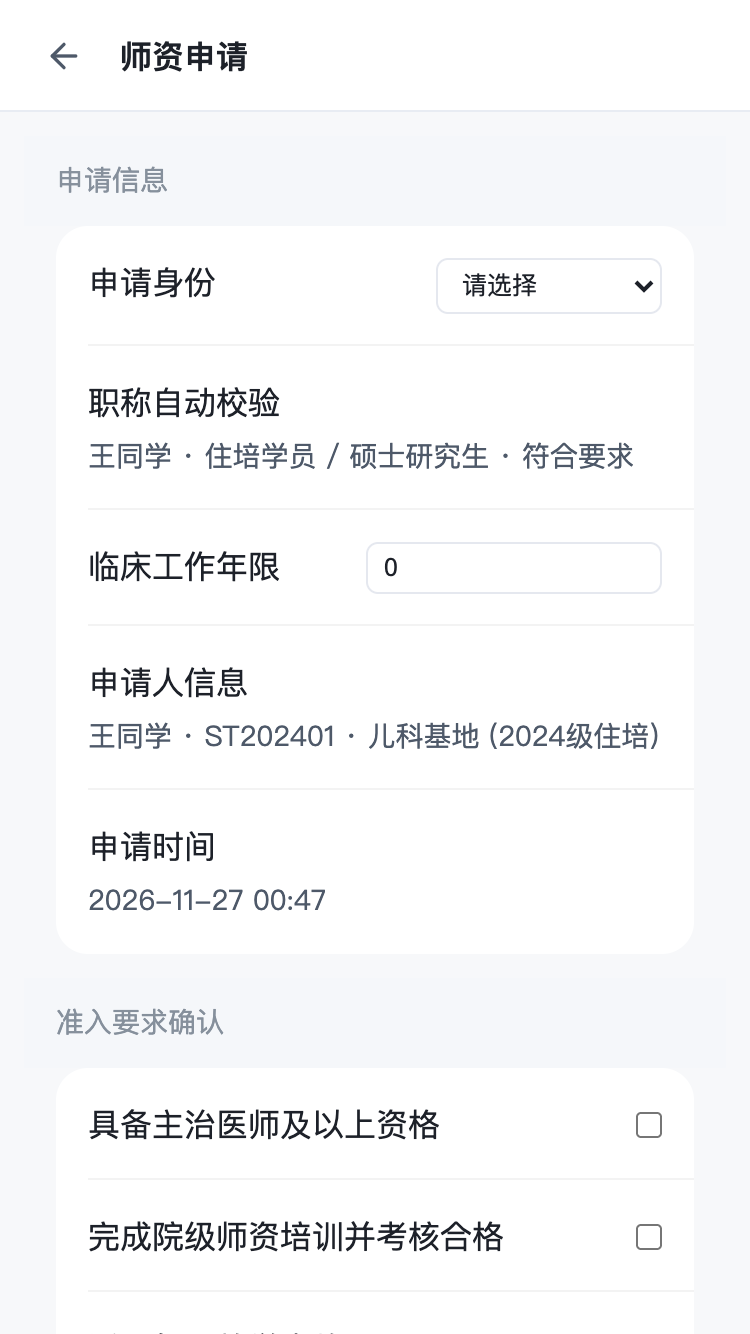 师资申请
申请信息
申请身份 请选择
职称自动校验
王同学 · 住培学员 / 硕士研究生 · 符合要求
临床工作年限 0
申请人信息
王同学 · ST202401 · 儿科基地 (2024级住培)
申请时间
2026-11-27 00:47
准入要求确认
具备主治医师及以上资格
完成院级师资培训并考核合格